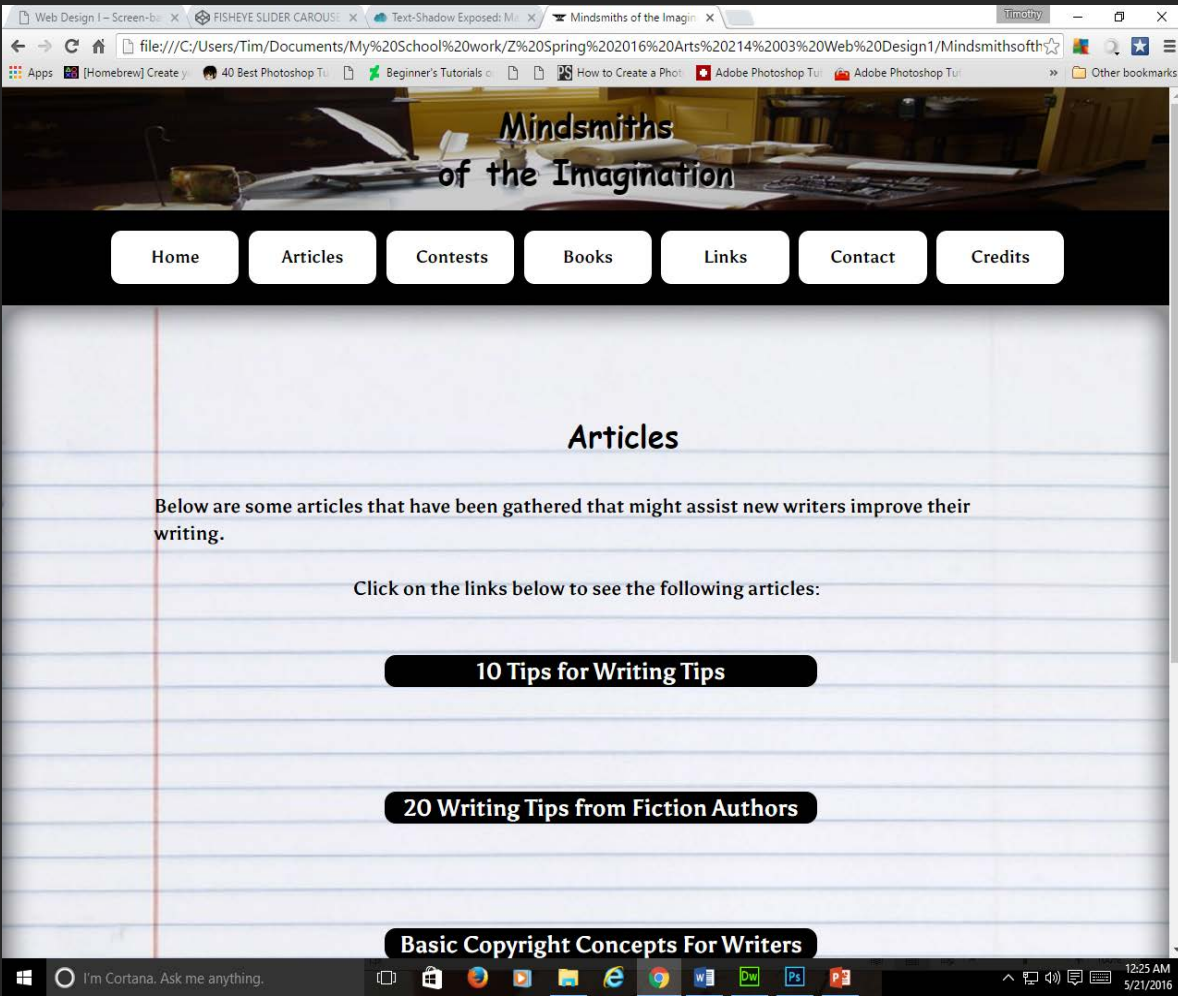 Web Design I – Screen-ba
FISHEYE SLIDER CAROUSE
Text-Shadow Exposed: M
Mindsmiths of the Imagin
Timothy
file:///C:/Users/Tim/Documents/My%20School%20work/Z%20Spring%202016%20Arts%20214%2003%20Web%20Design1/Mindsmithsofth
Apps
[Homebrew] Create y
40 Best Photoshop Tu
Beginner's Tutorials o
How to Create a Phot
Adobe Photoshop Tu
Adobe Photoshop Tu
» Other bookmarks
Mindsmiths
of the Imagination
Home Articles Contests Books Links Contact Credits
Articles
Below are some articles that have been gathered that might assist new writers improve their
writing.
Click on the links below to see the following articles:
10 Tips for Writing Tips
20 Writing Tips from Fiction Authors
Basic Copyright Concepts For Writers
I'm Cortana. Ask me anything.
12:25 AM
5/21/2016